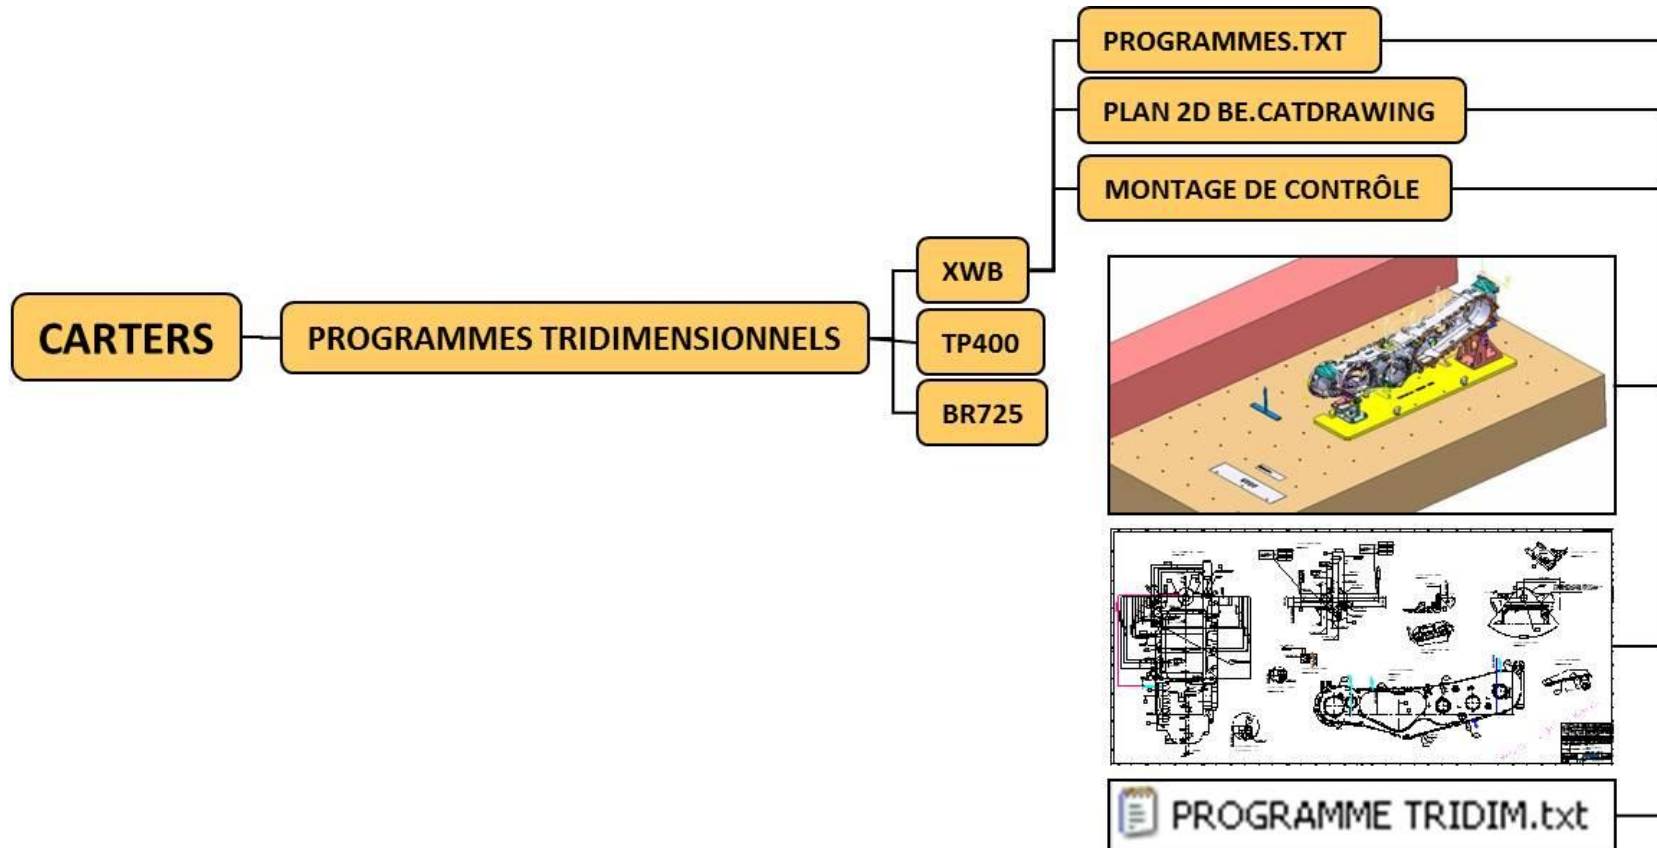 PROGRAMMES.TXT
PLAN 2D BE.CATDRAWING
MONTAGE DE CONTRÔLE
XWB
CARTERS
PROGRAMMES TRIDIMENSIONNELS
TP400
BR725
PROGRAMME TRIDIM.txt